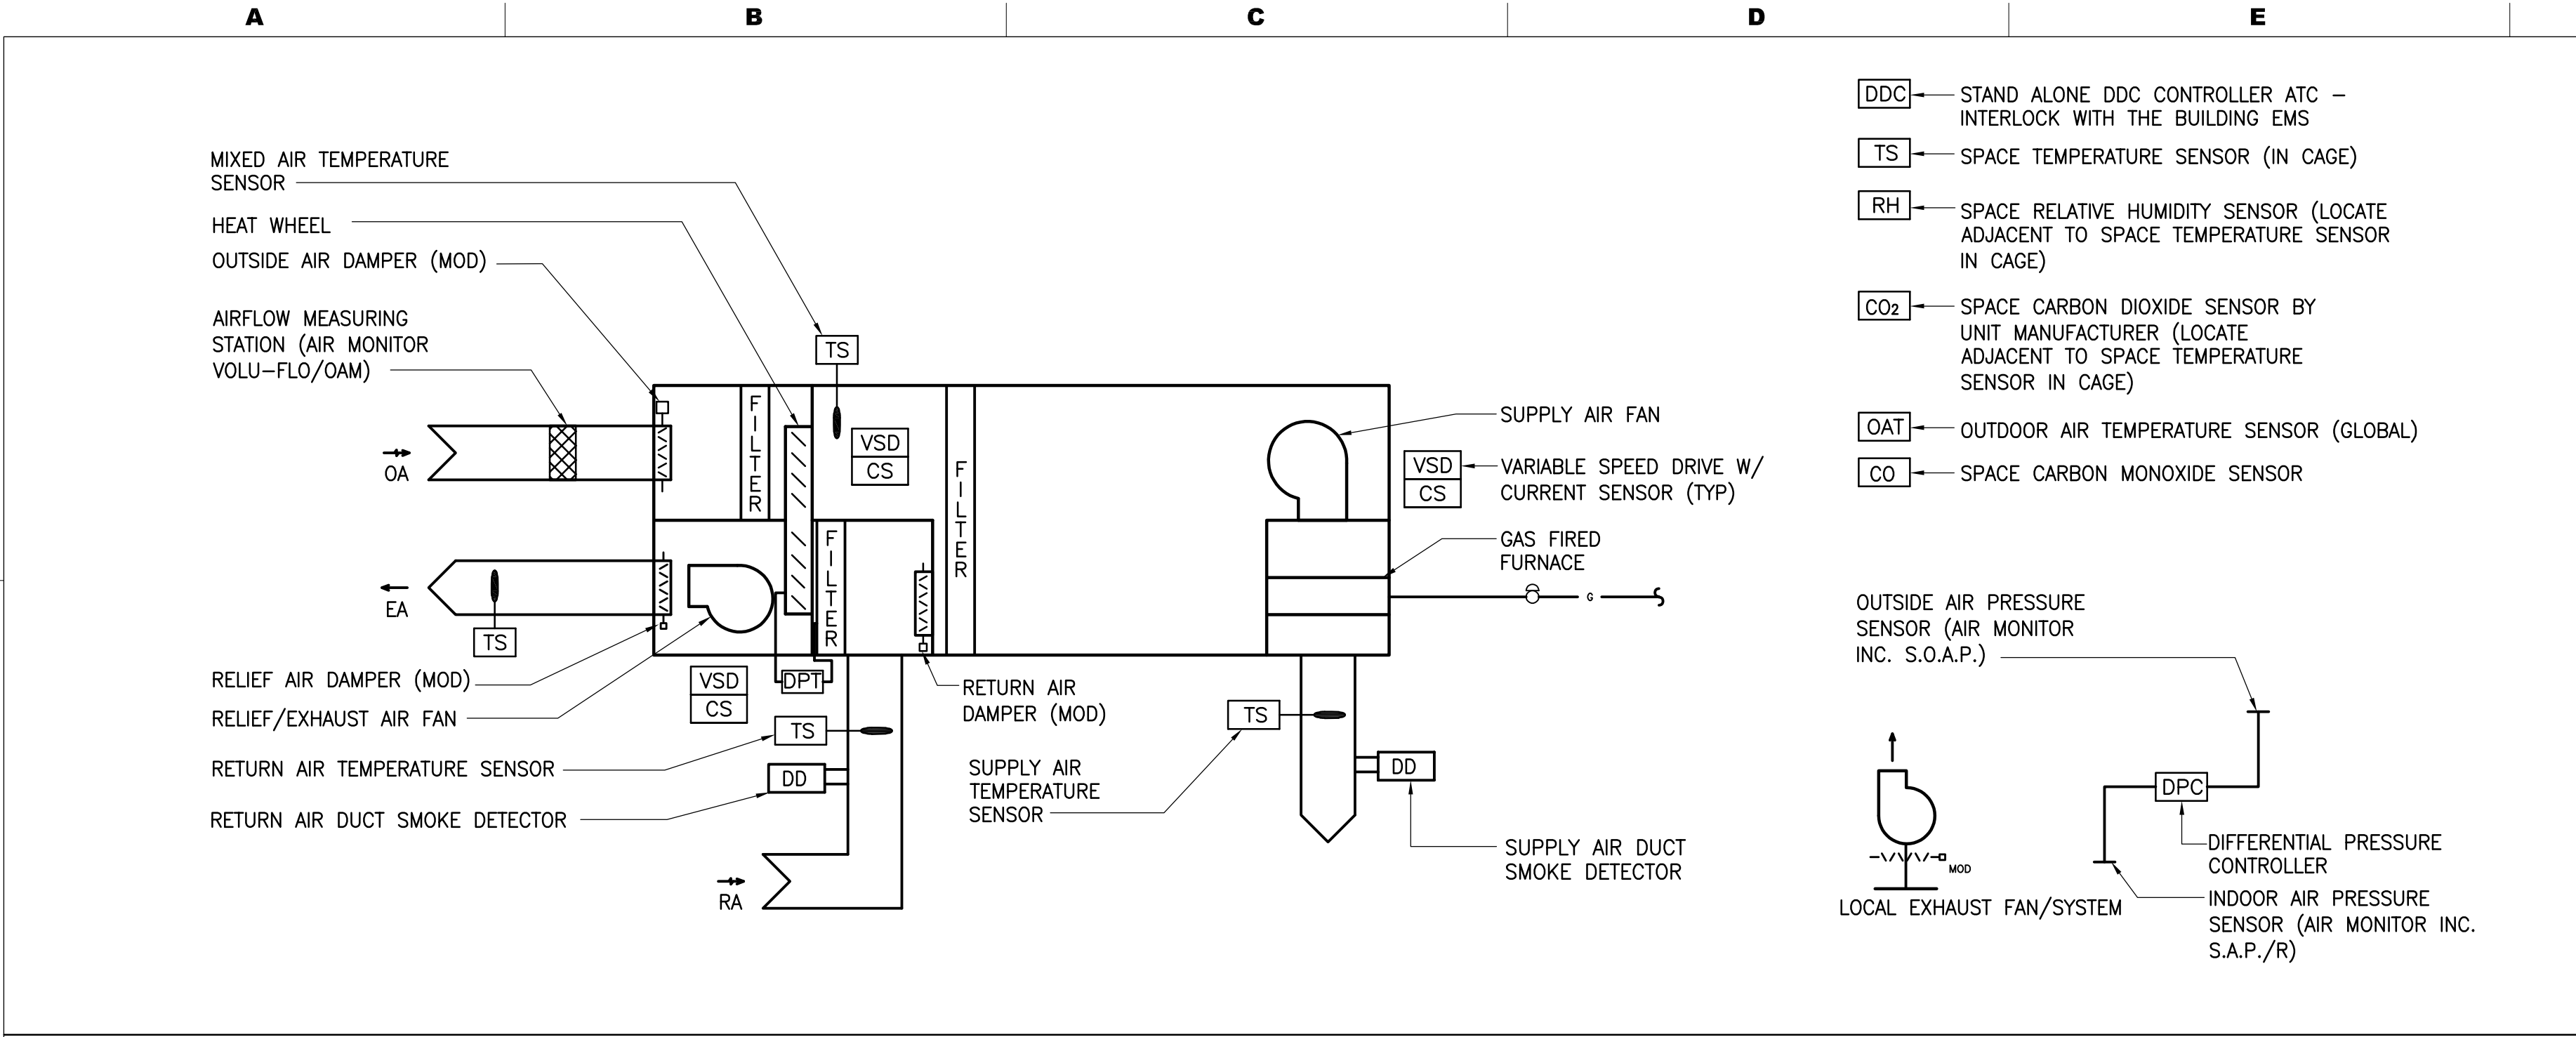 A
B
C
D
E
MIXED AIR TEMPERATURE
SENSOR
HEAT WHEEL
OUTSIDE AIR DAMPER (MOD)
AIRFLOW MEASURING
STATION (AIR MONITOR
VOLU-FLO/OAM)
OA
EA
TS
RELIEF AIR DAMPER (MOD)
RELIEF/EXHAUST AIR FAN
RETURN AIR TEMPERATURE SENSOR
RETURN AIR DUCT SMOKE DETECTOR
TS
FILTER
VSD
CS
FILTER
FILTER
VSD
CS
DPT
TS
DD
RA
RETURN AIR
DAMPER (MOD)
SUPPLY AIR
TEMPERATURE
SENSOR
TS
DD
SUPPLY AIR FAN
VSD
CS
VARIABLE SPEED DRIVE W/
CURRENT SENSOR (TYP)
GAS FIRED
FURNACE
G
SUPPLY AIR DUCT
SMOKE DETECTOR
DDC
STAND ALONE DDC CONTROLLER ATC -
INTERLOCK WITH THE BUILDING EMS
TS
SPACE TEMPERATURE SENSOR (IN CAGE)
RH
SPACE RELATIVE HUMIDITY SENSOR (LOCATE
ADJACENT TO SPACE TEMPERATURE SENSOR
IN CAGE)
CO2
SPACE CARBON DIOXIDE SENSOR BY
UNIT MANUFACTURER (LOCATE
ADJACENT TO SPACE TEMPERATURE
SENSOR IN CAGE)
OAT
OUTDOOR AIR TEMPERATURE SENSOR (GLOBAL)
CO
SPACE CARBON MONOXIDE SENSOR
OUTSIDE AIR PRESSURE
SENSOR (AIR MONITOR
INC. S.O.A.P.)
MOD
LOCAL EXHAUST FAN/SYSTEM
DPC
DIFFERENTIAL PRESSURE
CONTROLLER
INDOOR AIR PRESSURE
SENSOR (AIR MONITOR INC.
S.A.P./R)